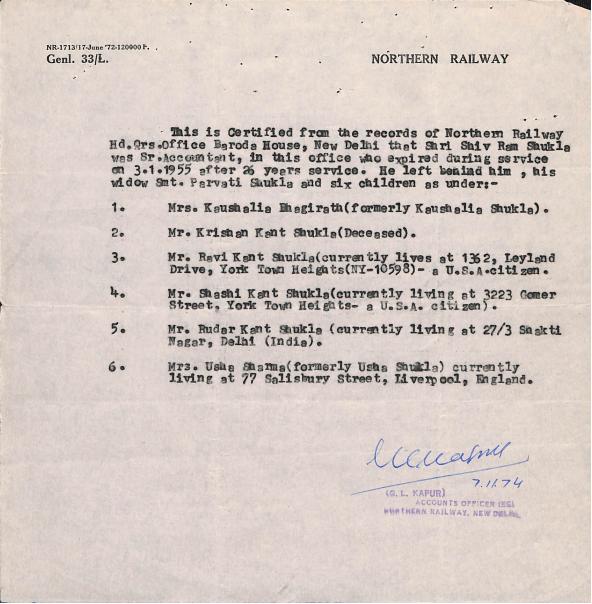 NR-1713/17-June '72-120000 F.
Genl. 33/L.
NORTHERN RAILWAY
This is Certified from the records of Northern Railway
Hd.Qrs.Office Baroda House, New Delhi that Shri Shiv Ram Shukla
was Sr.Accountant, in this office who expired during service
on 3.1.1955 after 26 years service. He left behind him , his
widow Smt. Parvati Shukla and six children as under:-
1. Mrs. Kaushalia Bhagirath(formerly Kaushalia Shukla).
2. Mr. Krishan Kant Shukla(Deceased).
3. Mr. Ravi Kant Shukla(currently lives at 1362, Leyland
Drive, York Town Heights(NY-10598)- a U.S.A.citizen.
4. Mr. Shashi Kant Shukla(currently living at 3223 Gomer
Street, York Town Heights- a U.S.A. citizen).
5. Mr. Rudar Kant Shukla (currently living at 27/3 Shakti
Nagar, Delhi (India).
6. Mrs. Usha Sharma(formerly Usha Shukla) currently
living at 77 Salisbury Street, Liverpool, England.
7.11.74
(G. L. KAPUR)
ACCOUNTS OFFICER
NORTHERN RAILWAY, NEW DELHI.